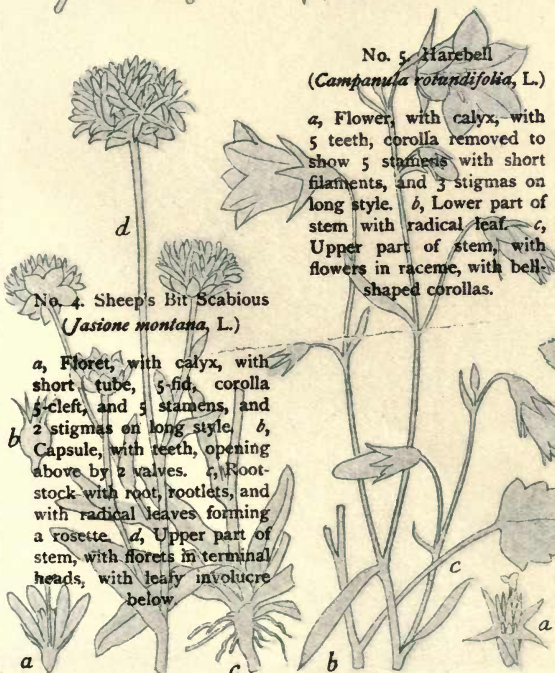 No. 5. Harebell
(Campanula rotundifolia, L.)
a, Flower, with calyx, with
5 teeth, corolla removed to
show 5 stamens with short
filaments, and 3 stigmas on
long style. b, Lower part of
stem with radical leaf. c,
Upper part of stem, with
flowers in raceme, with bell-
shaped corollas.
d
No. 4. Sheep's Bit Scabious
(Jasione montana, L.)
a, Floret, with calyx, with
short tube, 5-fid, corolla
5-cleft, and 5 stamens, and
2 stigmas on long style. b,
Capsule, with teeth, opening
above by 2 valves. c, Root-
stock with root, rootlets, and
with radical leaves forming
a rosette. d, Upper part of
stem, with florets in terminal
heads, with leafy involucre
below.
b
c
a
a
c
b